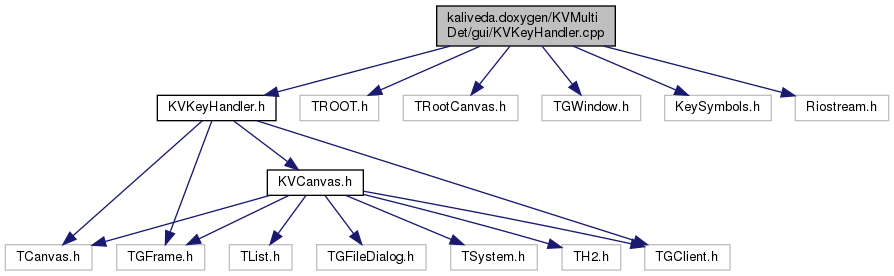 kaliveda.doxygen/KVMulti
Det/gui/KVKeyHandler.cpp
KVKeyHandler.h
TROOT.h
TRootCanvas.h
TGWindow.h
KeySymbols.h
Riostream.h
KVCanvas.h
TCanvas.h
TGFrame.h
TList.h
TGFileDialog.h
TSystem.h
TH2.h
TGClient.h